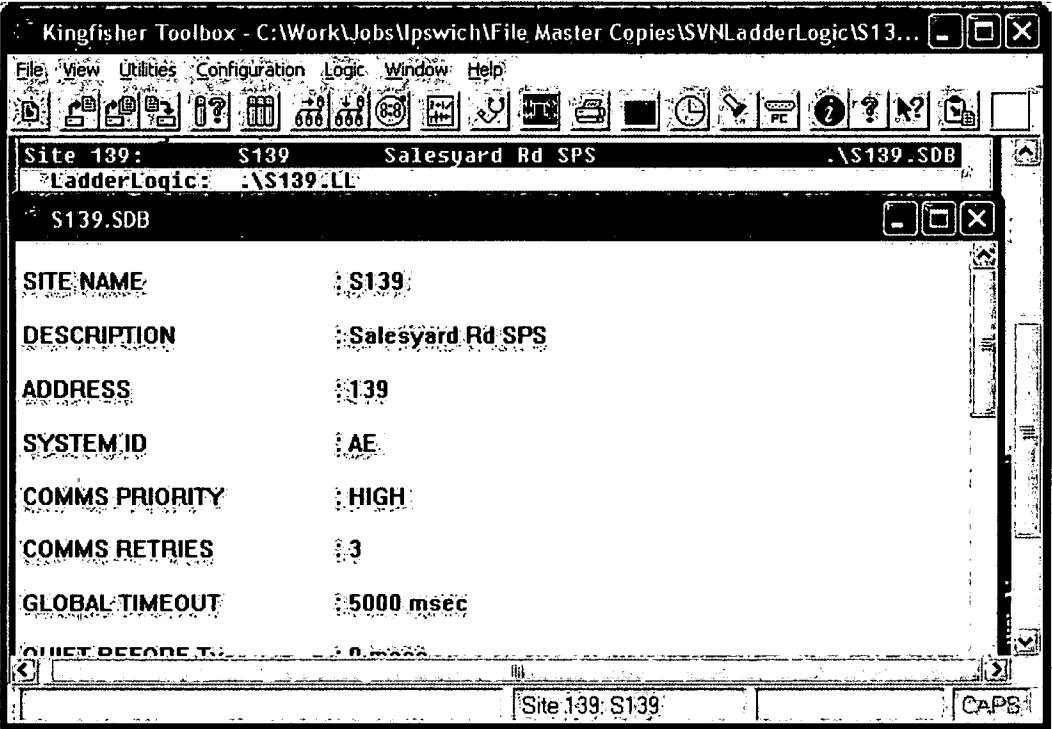 Kingfisher Toolbox - C:\Work\Jobs\Ipswich\File Master Copies\SVNLadderLogic\S13...
File View Utilities Configuration Logic Window Help
PC
Site 139: S139 Salesyard Rd SPS .\S139.SDB
LadderLogic: .\S139.LL
S139.SDB
SITE NAME : S139
DESCRIPTION : Salesyard Rd SPS
ADDRESS : 139
SYSTEM ID : AE
COMMS PRIORITY : HIGH
COMMS RETRIES : 3
GLOBAL TIMEOUT : 5000 msec
Site 139: S139 CAPS